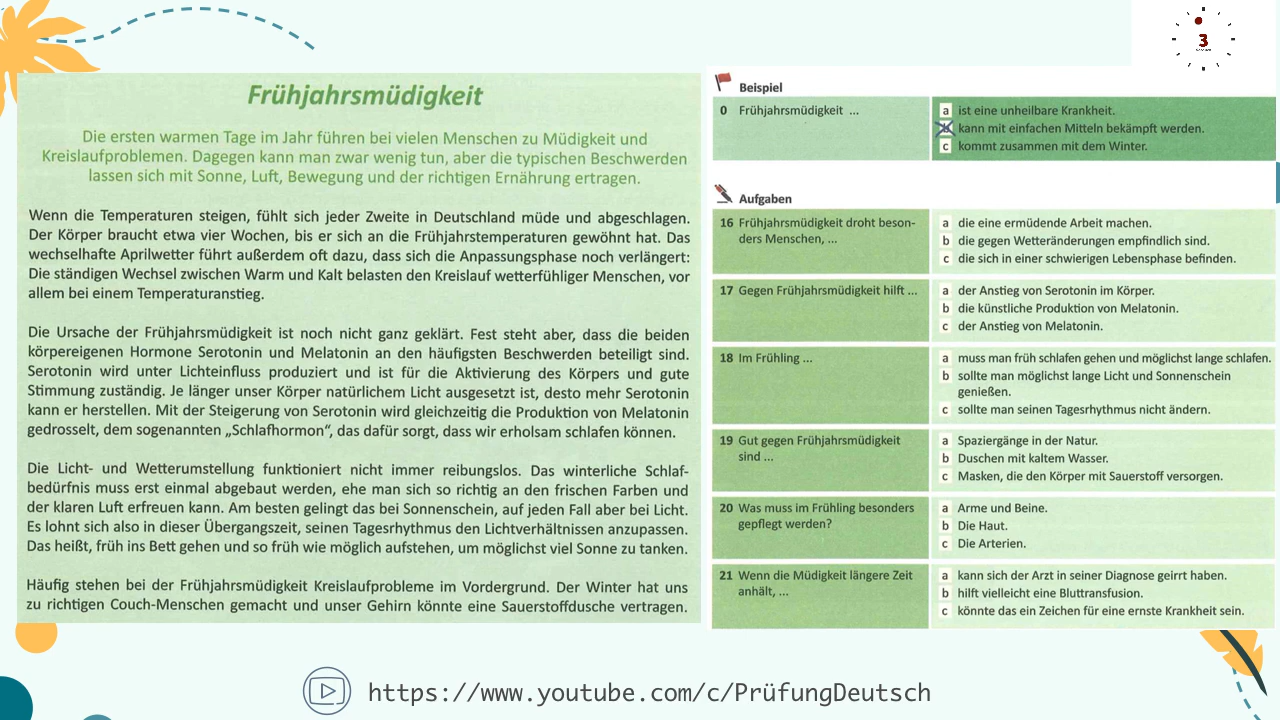 3
Frühjahrsmüdigkeit
Die ersten warmen Tage im Jahr führen bei vielen Menschen zu Müdigkeit und
Kreislaufproblemen. Dagegen kann man zwar wenig tun, aber die typischen Beschwerden
lassen sich mit Sonne, Luft, Bewegung und der richtigen Ernährung ertragen.
Wenn die Temperaturen steigen, fühlt sich jeder Zweite in Deutschland müde und abgeschlagen.
Der Körper braucht etwa vier Wochen, bis er sich an die Frühjahrstemperaturen gewöhnt hat. Das
wechselhafte Aprilwetter führt außerdem oft dazu, dass sich die Anpassungsphase noch verlängert:
Die ständigen Wechsel zwischen Warm und Kalt belasten den Kreislauf wetterfühliger Menschen, vor
allem bei einem Temperaturanstieg.
Die Ursache der Frühjahrsmüdigkeit ist noch nicht ganz geklärt. Fest steht aber, dass die beiden
körpereigenen Hormone Serotonin und Melatonin an den häufigsten Beschwerden beteiligt sind.
Serotonin wird unter Lichteinfluss produziert und ist für die Aktivierung des Körpers und gute
Stimmung zuständig. Je länger unser Körper natürlichem Licht ausgesetzt ist, desto mehr Serotonin
kann er herstellen. Mit der Steigerung von Serotonin wird gleichzeitig die Produktion von Melatonin
gedrosselt, dem sogenannten „Schlafhormon“, das dafür sorgt, dass wir erholsam schlafen können.
Die Licht- und Wetterumstellung funktioniert nicht immer reibungslos. Das winterliche Schlaf-
bedürfnis muss erst einmal abgebaut werden, ehe man sich so richtig an den frischen Farben und
der klaren Luft erfreuen kann. Am besten gelingt das bei Sonnenschein, auf jeden Fall aber bei Licht.
Es lohnt sich also in dieser Übergangszeit, seinen Tagesrhythmus den Lichtverhältnissen anzupassen.
Das heißt, früh ins Bett gehen und so früh wie möglich aufstehen, um möglichst viel Sonne zu tanken.
Häufig stehen bei der Frühjahrsmüdigkeit Kreislaufprobleme im Vordergrund. Der Winter hat uns
zu richtigen Couch-Menschen gemacht und unser Gehirn könnte eine Sauerstoffdusche vertragen.
Beispiel
0 Frühjahrsmüdigkeit ...
a ist eine unheilbare Krankheit.
b kann mit einfachen Mitteln bekämpft werden.
c kommt zusammen mit dem Winter.
Aufgaben
16 Frühjahrsmüdigkeit droht beson-
ders Menschen, ...
a die eine ermüdende Arbeit machen.
b die gegen Wetteränderungen empfindlich sind.
c die sich in einer schwierigen Lebensphase befinden.
17 Gegen Frühjahrsmüdigkeit hilft ...
a der Anstieg von Serotonin im Körper.
b die künstliche Produktion von Melatonin.
c der Anstieg von Melatonin.
18 Im Frühling ...
a muss man früh schlafen gehen und möglichst lange schlafen.
b sollte man möglichst lange Licht und Sonnenschein
genießen.
c sollte man seinen Tagesrhythmus nicht ändern.
19 Gut gegen Frühjahrsmüdigkeit
sind ...
a Spaziergänge in der Natur.
b Duschen mit kaltem Wasser.
c Masken, die den Körper mit Sauerstoff versorgen.
20 Was muss im Frühling besonders
gepflegt werden?
a Arme und Beine.
b Die Haut.
c Die Arterien.
21 Wenn die Müdigkeit längere Zeit
anhält, ...
a kann sich der Arzt in seiner Diagnose geirrt haben.
b hilft vielleicht eine Bluttransfusion.
c könnte das ein Zeichen für eine ernste Krankheit sein.
https://www.youtube.com/c/PrüfungDeutsch